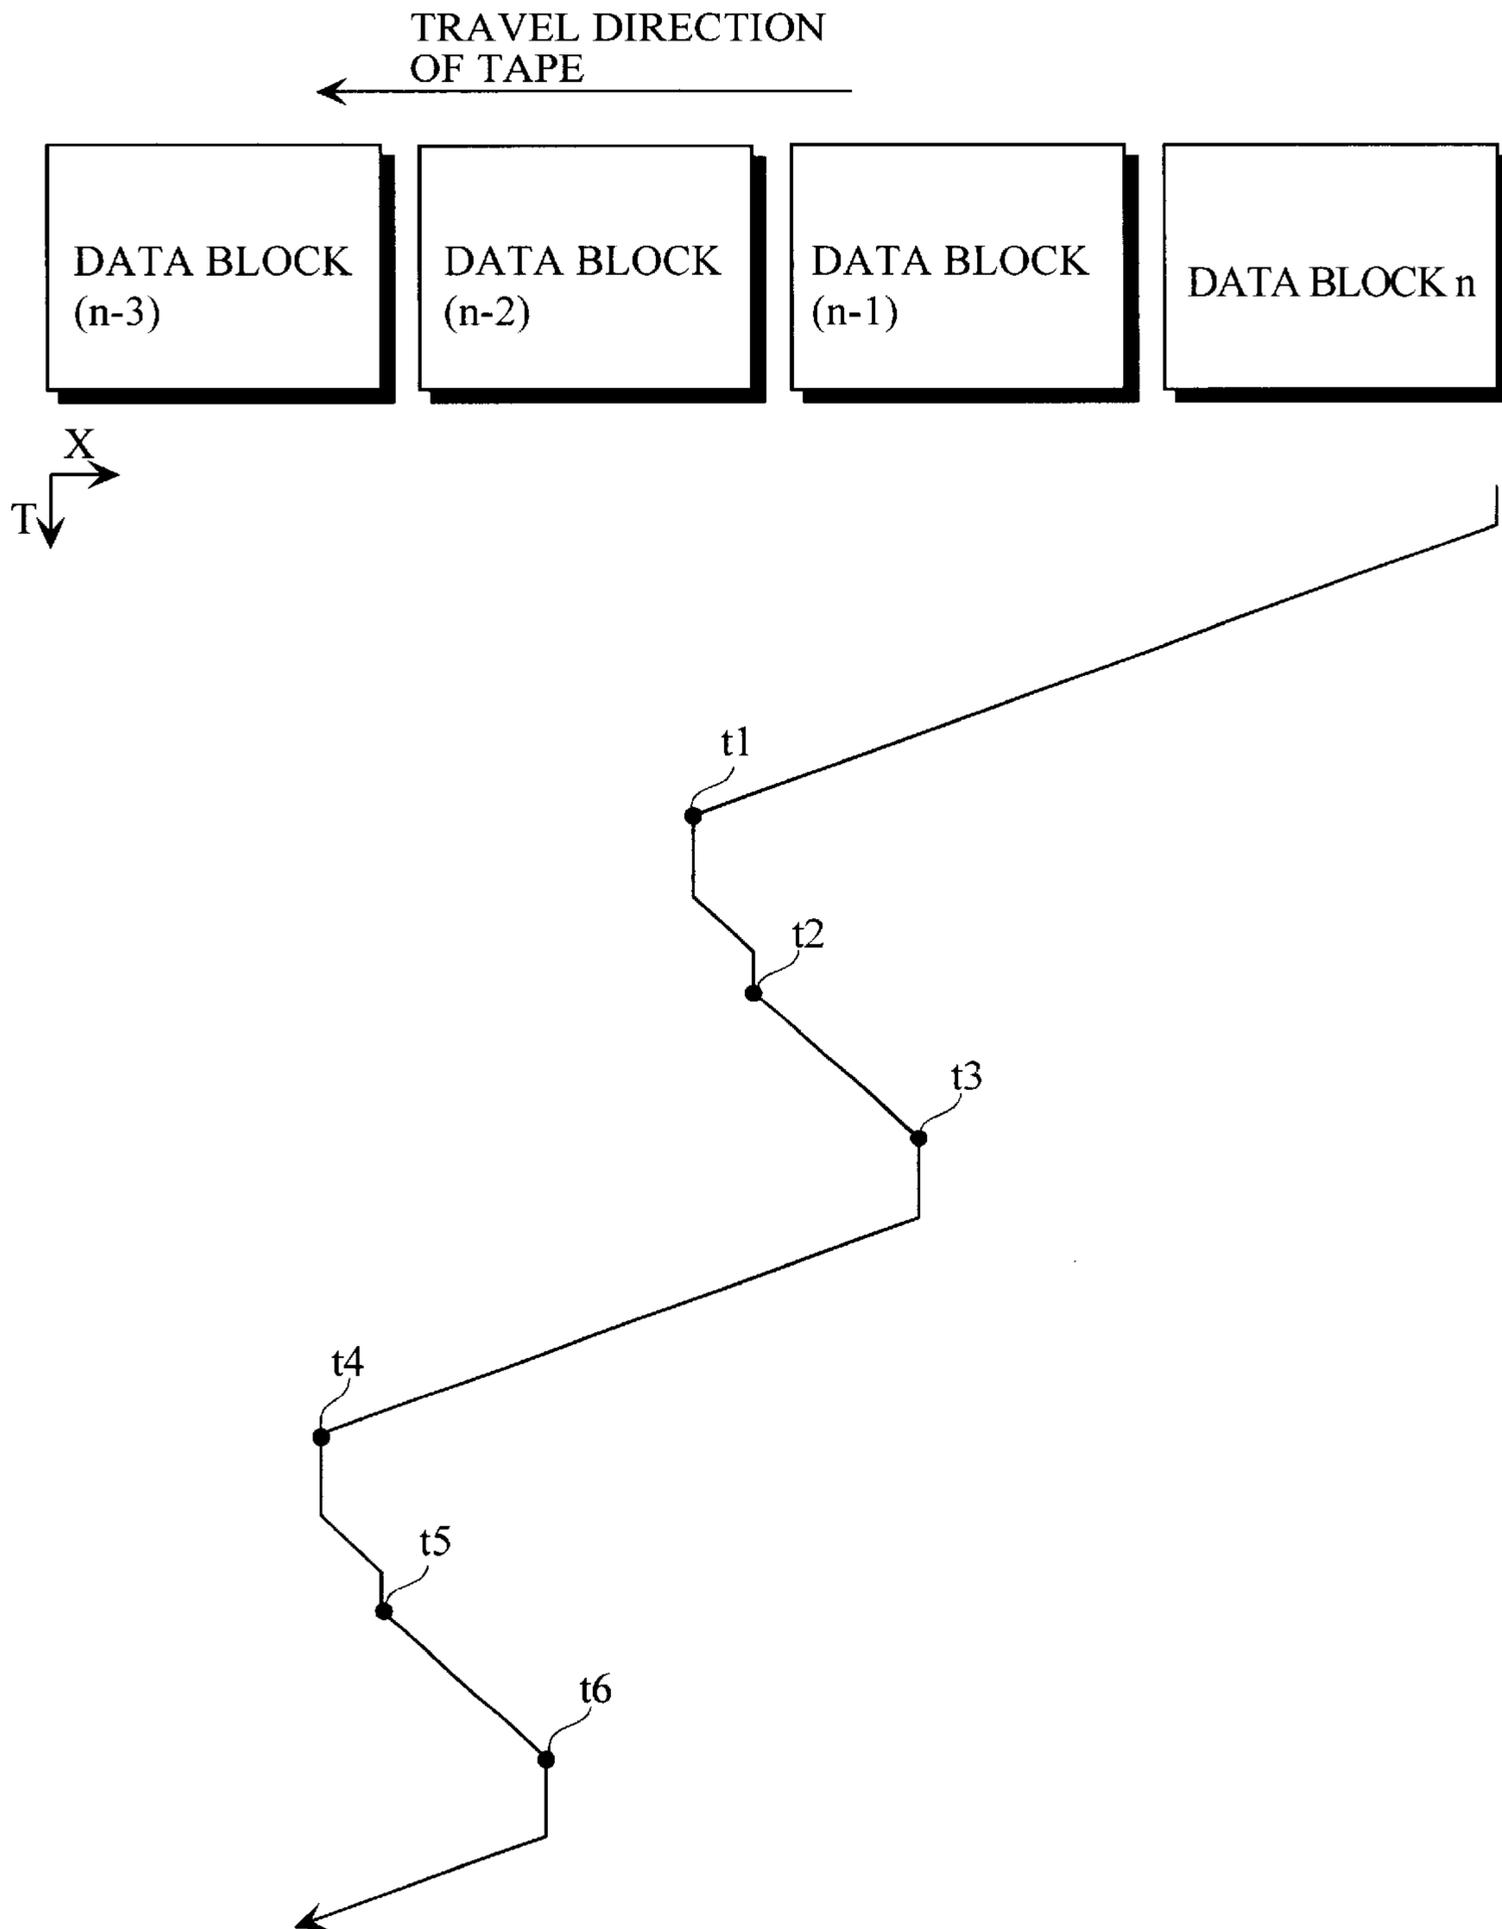 TRAVEL DIRECTION
OF TAPE
DATA BLOCK
(n-3)
DATA BLOCK
(n-2)
DATA BLOCK
(n-1)
DATA BLOCK n
X
T
t1
t2
t3
t4
t5
t6